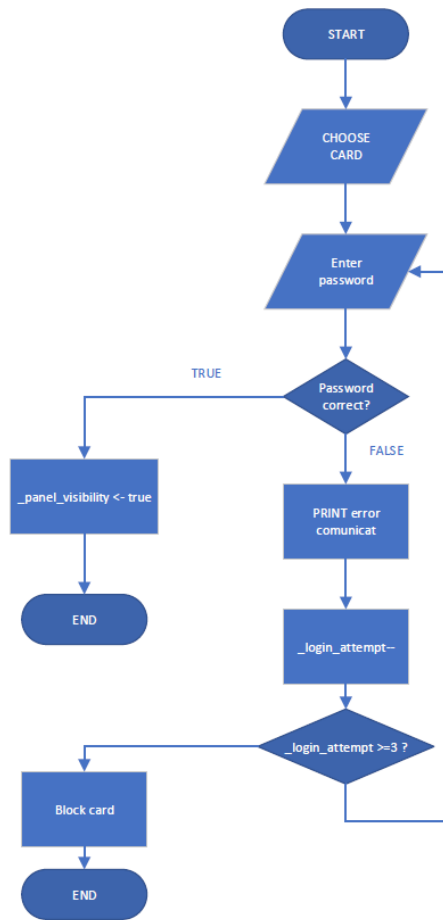 START
CHOOSE
CARD
Enter
password
Password
correct?
TRUE
FALSE
_panel_visibility <- true
PRINT error
comunicat
END
_login_attempt--
_login_attempt >=3 ?
Block card
END